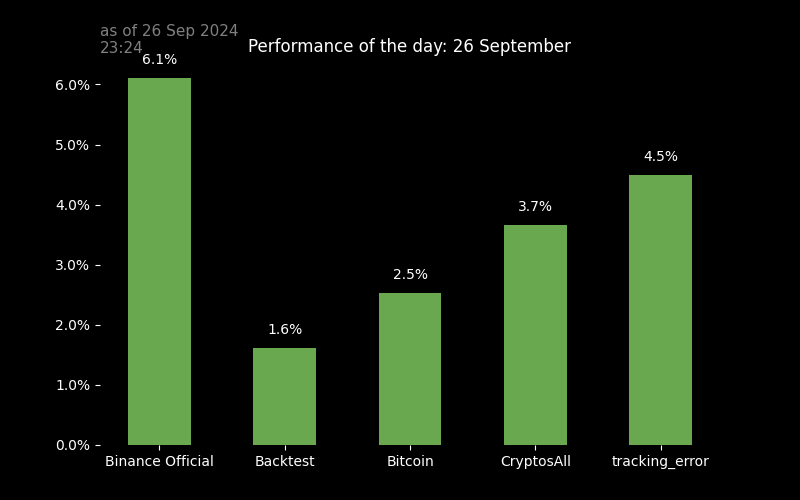 as of 26 Sep 2024
23:24
Performance of the day: 26 September
6.1%
1.6%
2.5%
3.7%
4.5%
6.0%
5.0%
4.0%
3.0%
2.0%
1.0%
0.0%
Binance Official
Backtest
Bitcoin
CryptosAll
tracking_error